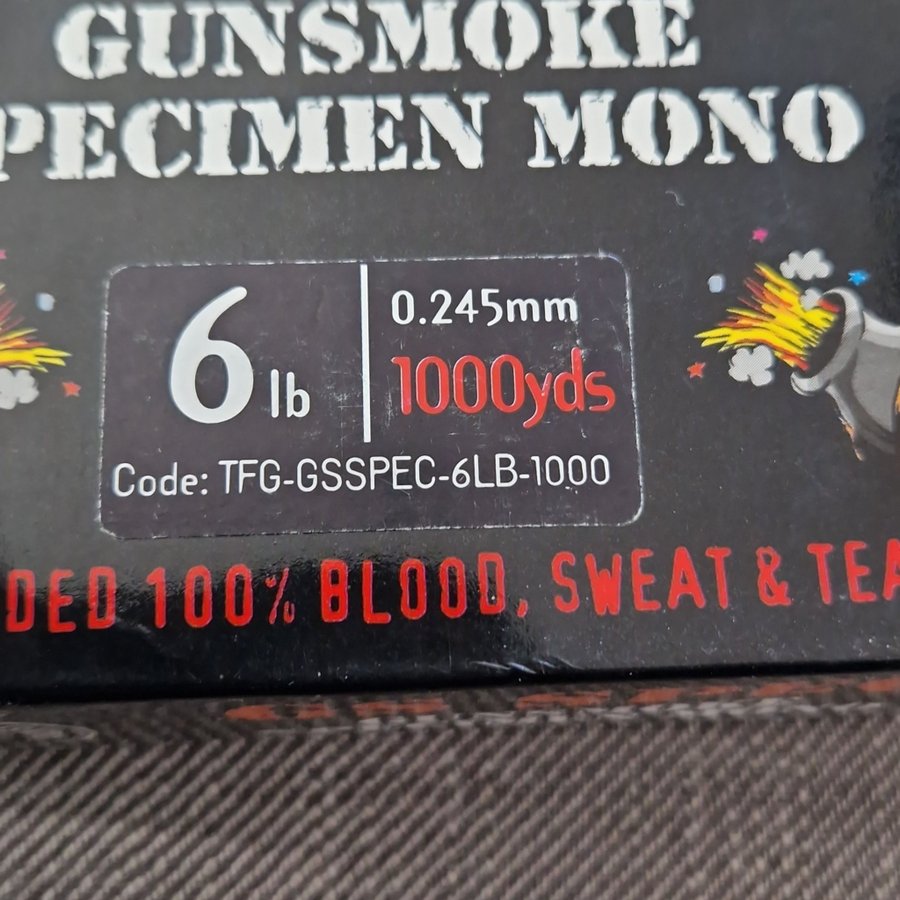 GUNSMOKE
PECIMEN MONO
6lb
0.245mm
1000yds
Code: TFG-GSSPEC-6LB-1000
DED 100% BLOOD, SWEAT & TEA